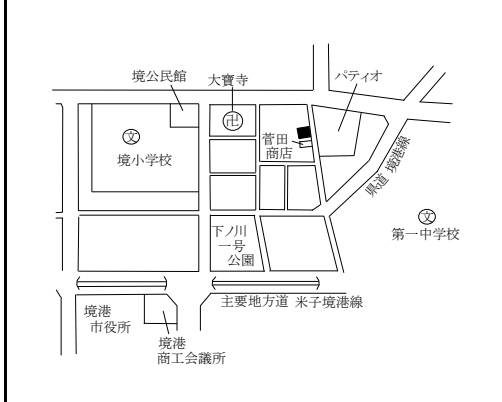 境公民館
大寶寺
パティオ
卍
文
境小学校
菅田
商店
県道 境港線
文
第一中学校
下ノ川
一号
公園
主要地方道 米子境港線
境港
市役所
境港
商工会議所